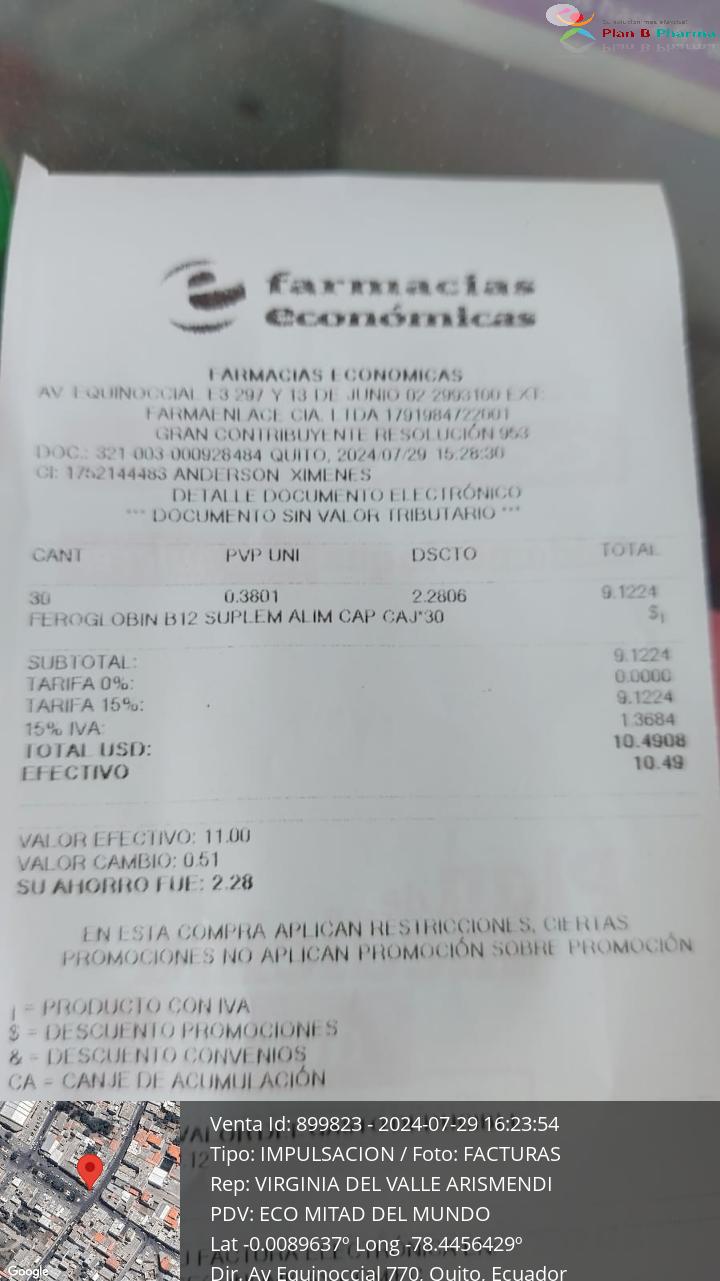 Su solución mas efectiva!
Plan B Pharma
farmacias
económicas
FARMACIAS ECONOMICAS
AV. EQUINOCCIAL E3 297 Y 13 DE JUNIO 02 2993100 EXT:
FARMAENLACE CIA. LTDA 1791984722001
GRAN CONTRIBUYENTE RESOLUCIÓN 953
DOC.: 321-003-000928484 QUITO, 2024/07/29 15:28:30
CI: 1752144483 ANDERSON XIMENES
DETALLE DOCUMENTO ELECTRÓNICO
*** DOCUMENTO SIN VALOR TRIBUTARIO ***
CANT PVP UNI DSCTO TOTAL
30 0.3801 2.2806 9.1224
FEROGLOBIN B12 SUPLEM ALIM CAP CAJ*30 $¡
SUBTOTAL: 9.1224
TARIFA 0%: 0.0000
TARIFA 15%: 9.1224
15% IVA: 1.3684
TOTAL USD: 10.4908
EFECTIVO 10.49
VALOR EFECTIVO: 11.00
VALOR CAMBIO: 0.51
SU AHORRO FUE: 2.28
EN ESTA COMPRA APLICAN RESTRICCIONES, CIERTAS
PROMOCIONES NO APLICAN PROMOCIÓN SOBRE PROMOCIÓN
¡ = PRODUCTO CON IVA
$ = DESCUENTO PROMOCIONES
& = DESCUENTO CONVENIOS
CA = CANJE DE ACUMULACIÓN
Venta Id: 899823 - 2024-07-29 16:23:54
Tipo: IMPULSACION / Foto: FACTURAS
Rep: VIRGINIA DEL VALLE ARISMENDI
PDV: ECO MITAD DEL MUNDO
Lat -0.0089637º Long -78.4456429º
Dir. Av Equinoccial 770, Quito, Ecuador
Google